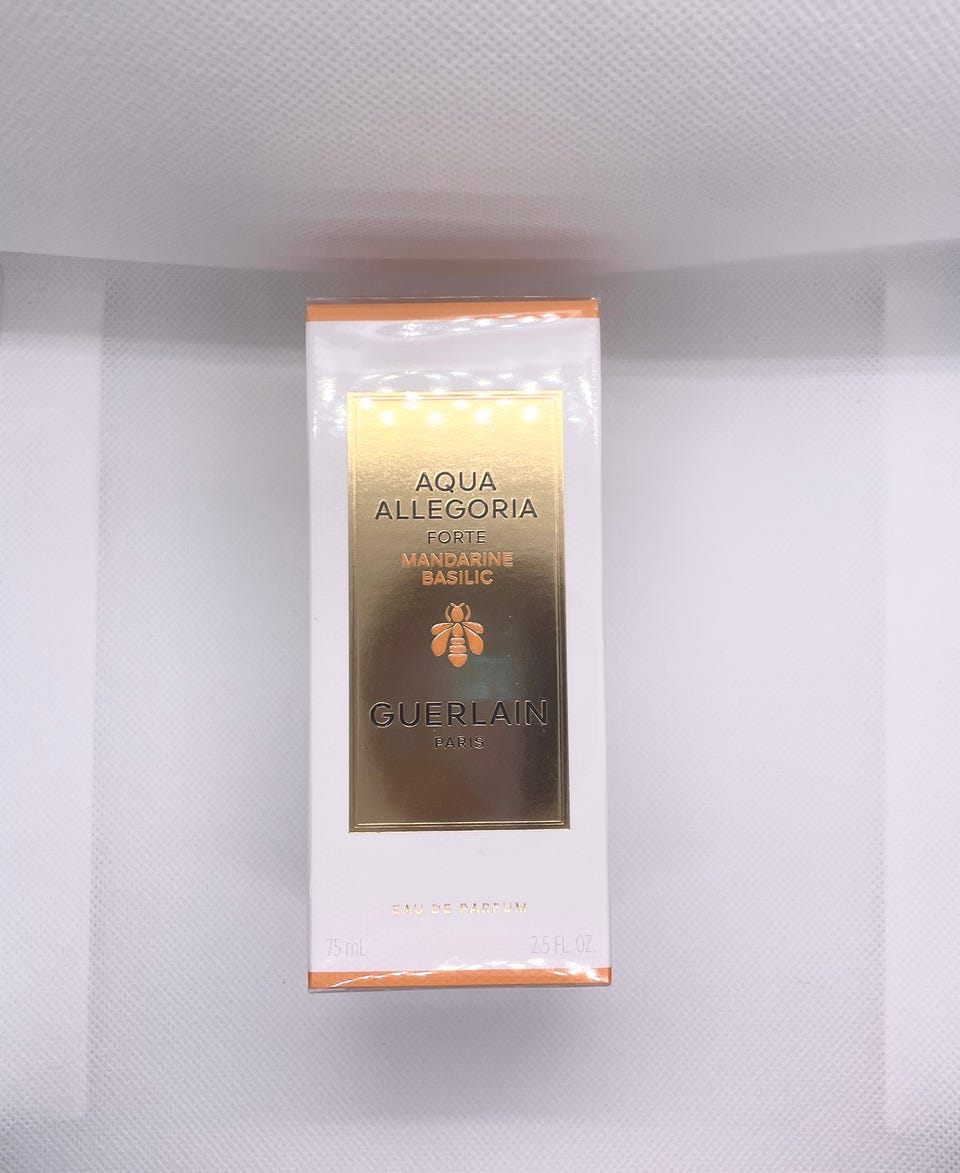 AQUA
ALLEGORIA
FORTE
MANDARINE
BASILIC
GUERLAIN
PARIS
EAU DE PARFUM
75 mL 2.5 FL. OZ.